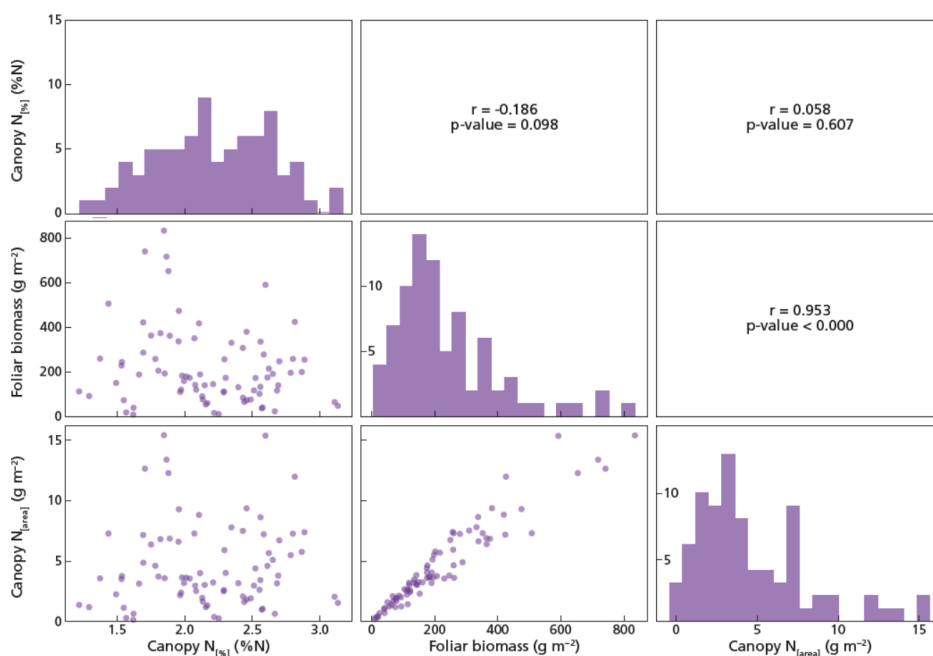 15
10
5
0
Canopy N[%] (%N)
r = -0.186
p-value = 0.098
r = 0.058
p-value = 0.607
800
600
400
200
0
Foliar biomass (g m⁻²)
10
5
r = 0.953
p-value < 0.000
15
10
5
0
Canopy N[area] (g m⁻²)
10
5
1.5 2.0 2.5 3.0
Canopy N[%] (%N)
0 200 400 600 800
Foliar biomass (g m⁻²)
0 5 10 15
Canopy N[area] (g m⁻²)